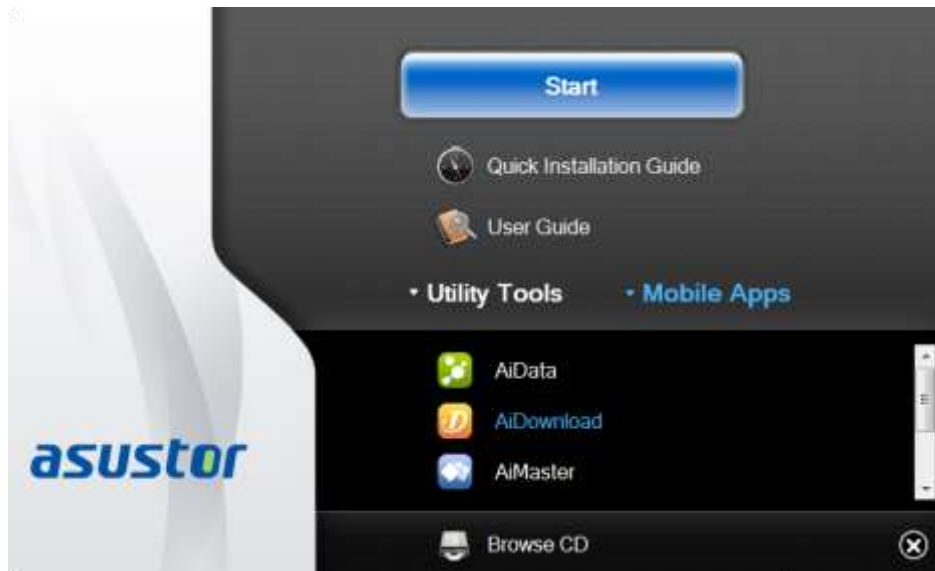 Start
Quick Installation Guide
User Guide
Utility Tools
Mobile Apps
AiData
AiDownload
AiMaster
asustor
Browse CD